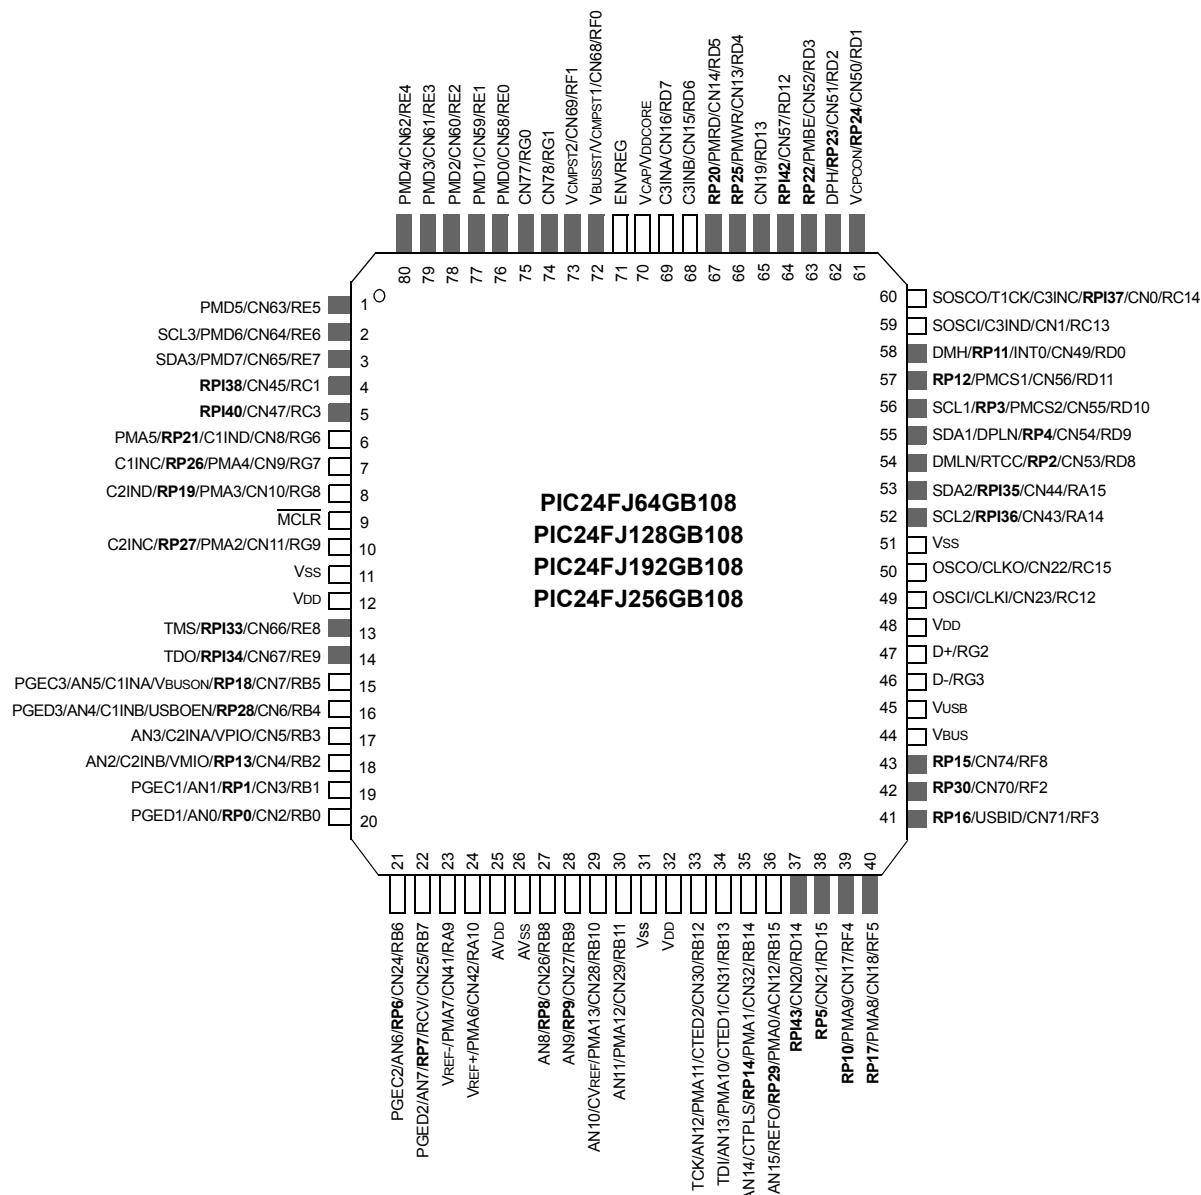 PMD4/CN62/RE4
PMD3/CN61/RE3
PMD2/CN60/RE2
PMD1/CN59/RE1
PMD0/CN58/RE0
CN77/RG0
CN78/RG1
VCMPST2/CN69/RF1
VBUSST/VCMPST1/CN68/RF0
ENVREG
VCAP/VDDCORE
C3INA/CN16/RD7
C3INB/CN15/RD6
RP20/PMRD/CN14/RD5
RP25/PMWR/CN13/RD4
CN19/RD13
RPI42/CN57/RD12
RP22/PMBE/CN52/RD3
DPH/RP23/CN51/RD2
VCPCON/RP24/CN50/RD1
80
79
78
77
76
75
74
73
72
71
70
69
68
67
66
65
64
63
62
61
PMD5/CN63/RE5 1
SCL3/PMD6/CN64/RE6 2
SDA3/PMD7/CN65/RE7 3
RPI38/CN45/RC1 4
RPI40/CN47/RC3 5
PMA5/RP21/C1IND/CN8/RG6 6
C1INC/RP26/PMA4/CN9/RG7 7
C2IND/RP19/PMA3/CN10/RG8 8
MCLR 9
C2INC/RP27/PMA2/CN11/RG9 10
VSS 11
VDD 12
TMS/RPI33/CN66/RE8 13
TDO/RPI34/CN67/RE9 14
PGEC3/AN5/C1INA/VBUSON/RP18/CN7/RB5 15
PGED3/AN4/C1INB/USBOEN/RP28/CN6/RB4 16
AN3/C2INA/VPIO/CN5/RB3 17
AN2/C2INB/VMIO/RP13/CN4/RB2 18
PGEC1/AN1/RP1/CN3/RB1 19
PGED1/AN0/RP0/CN2/RB0 20
PIC24FJ64GB108
PIC24FJ128GB108
PIC24FJ192GB108
PIC24FJ256GB108
60 SOSCO/T1CK/C3INC/RPI37/CN0/RC14
59 SOSCI/C3IND/CN1/RC13
58 DMH/RP11/INT0/CN49/RD0
57 RP12/PMCS1/CN56/RD11
56 SCL1/RP3/PMCS2/CN55/RD10
55 SDA1/DPLN/RP4/CN54/RD9
54 DMLN/RTCC/RP2/CN53/RD8
53 SDA2/RPI35/CN44/RA15
52 SCL2/RPI36/CN43/RA14
51 VSS
50 OSCO/CLKO/CN22/RC15
49 OSCI/CLKI/CN23/RC12
48 VDD
47 D+/RG2
46 D-/RG3
45 VUSB
44 VBUS
43 RP15/CN74/RF8
42 RP30/CN70/RF2
41 RP16/USBID/CN71/RF3
21
22
23
24
25
26
27
28
29
30
31
32
33
34
35
36
37
38
39
40
PGEC2/AN6/RP6/CN24/RB6
PGED2/AN7/RP7/RCV/CN25/RB7
VREF-/PMA7/CN41/RA9
VREF+/PMA6/CN42/RA10
AVDD
AVSS
AN8/RP8/CN26/RB8
AN9/RP9/CN27/RB9
AN10/CVREF/PMA13/CN28/RB10
AN11/PMA12/CN29/RB11
Vss
VDD
TCK/AN12/PMA11/CTED2/CN30/RB12
TDI/AN13/PMA10/CTED1/CN31/RB13
AN14/CTPLS/RP14/PMA1/CN32/RB14
AN15/REFO/RP29/PMA0/ACN12/RB15
RPI43/CN20/RD14
RP5/CN21/RD15
RP10/PMA9/CN17/RF4
RP17/PMA8/CN18/RF5